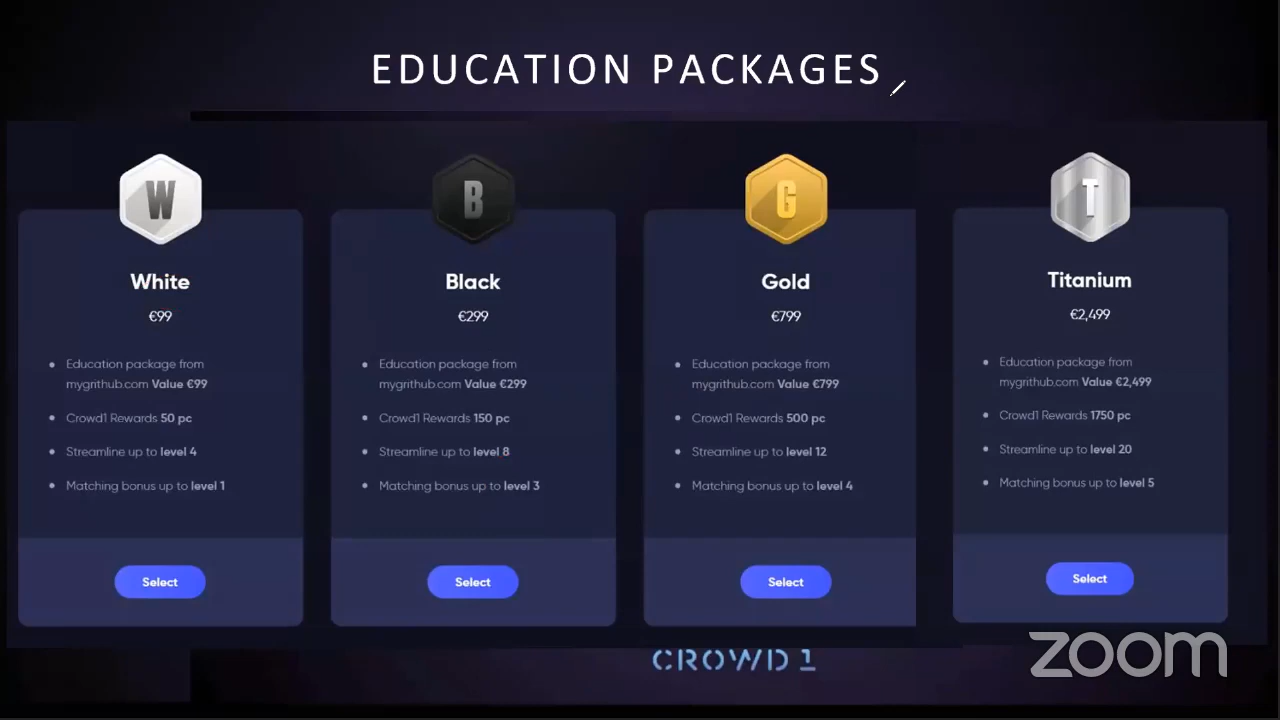 EDUCATION PACKAGES
W
White
€99
Education package from
mygrithub.com Value €99
Crowd1 Rewards 50 pc
Streamline up to level 4
Matching bonus up to level 1
Select
B
Black
€299
Education package from
mygrithub.com Value €299
Crowd1 Rewards 150 pc
Streamline up to level 8
Matching bonus up to level 3
Select
G
Gold
€799
Education package from
mygrithub.com Value €799
Crowd1 Rewards 500 pc
Streamline up to level 12
Matching bonus up to level 4
Select
T
Titanium
€2,499
Education package from
mygrithub.com Value €2,499
Crowd1 Rewards 1750 pc
Streamline up to level 20
Matching bonus up to level 5
Select
CROWD 1
zoom